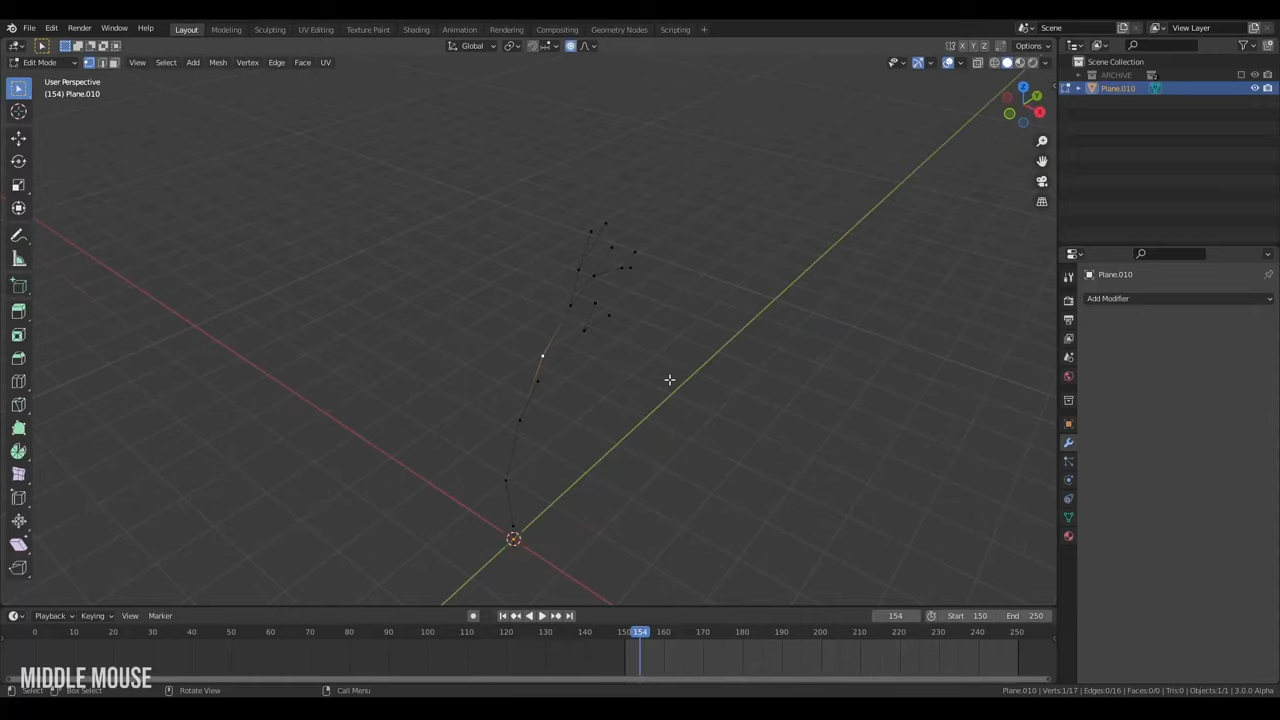 File Edit Render Window Help Layout Modeling Sculpting UV Editing Texture Paint Shading Animation Rendering Compositing Geometry Nodes Scripting + Scene View Layer
Global Options
Edit Mode View Select Add Mesh Vertex Edge Face UV X Y Z
User Perspective
(154) Plane.010
Scene Collection
ARCHIVE
Plane.010
Z
Y
X
Plane.010
Add Modifier
Playback Keying View Marker 154 Start 150 End 250
0 10 20 30 40 50 60 70 80 90 100 110 120 130 140 150 154 160 170 180 190 200 210 220 230 240 250
MIDDLE MOUSE
Select Box Select Rotate View Call Menu Plane.010 | Verts:1/17 | Edges:0/16 | Faces:0/0 | Tris:0 | Objects:1/1 | 3.0.0 Alpha